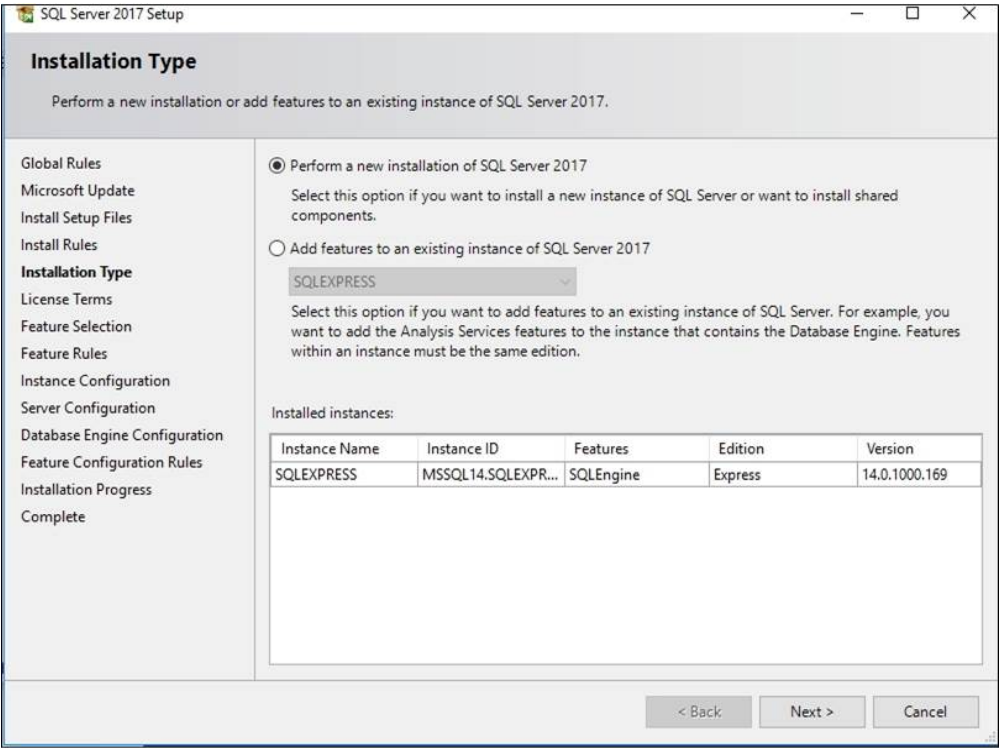 SQL Server 2017 Setup
Installation Type
Perform a new installation or add features to an existing instance of SQL Server 2017.
Global Rules
Microsoft Update
Install Setup Files
Install Rules
Installation Type
License Terms
Feature Selection
Feature Rules
Instance Configuration
Server Configuration
Database Engine Configuration
Feature Configuration Rules
Installation Progress
Complete
Perform a new installation of SQL Server 2017
Select this option if you want to install a new instance of SQL Server or want to install shared
components.
Add features to an existing instance of SQL Server 2017
SQLEXPRESS
Select this option if you want to add features to an existing instance of SQL Server. For example, you
want to add the Analysis Services features to the instance that contains the Database Engine. Features
within an instance must be the same edition.
Installed instances:
Instance Name Instance ID Features Edition Version
SQLEXPRESS MSSQL14.SQLEXPR... SQLEngine Express 14.0.1000.169
< Back Next > Cancel